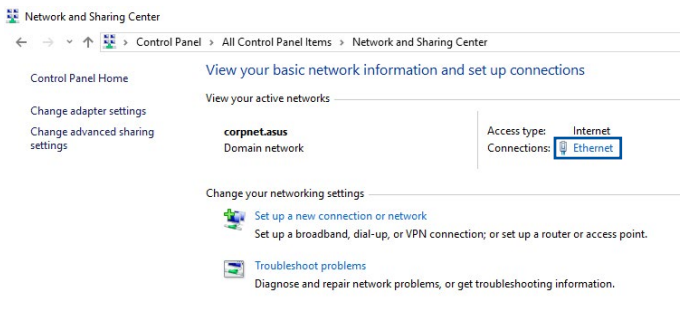 Network and Sharing Center
Control Panel > All Control Panel Items > Network and Sharing Center
Control Panel Home
View your basic network information and set up connections
View your active networks
Change adapter settings
Change advanced sharing
settings
corpnet.asus
Domain network
Access type: Internet
Connections: Ethernet
Change your networking settings
Set up a new connection or network
Set up a broadband, dial-up, or VPN connection; or set up a router or access point.
Troubleshoot problems
Diagnose and repair network problems, or get troubleshooting information.